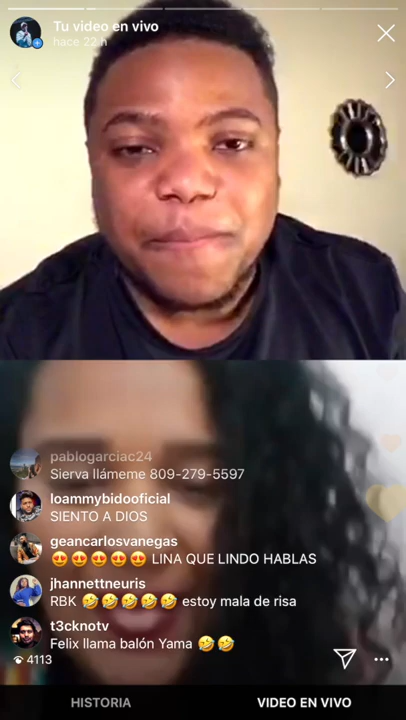 Tu video en vivo
hace 22 h
pablogarciac24
Sierva llámeme 809-279-5597
loammybidooficial
SIENTO A DIOS
geancarlosvanegas
😍😍😍😍😍 LINA QUE LINDO HABLAS
jhannettneuris
RBK 🤣🤣🤣🤣🤣 estoy mala de risa
t3cknotv
Felix llama balón Yama 🤣🤣
4113
HISTORIA
VIDEO EN VIVO